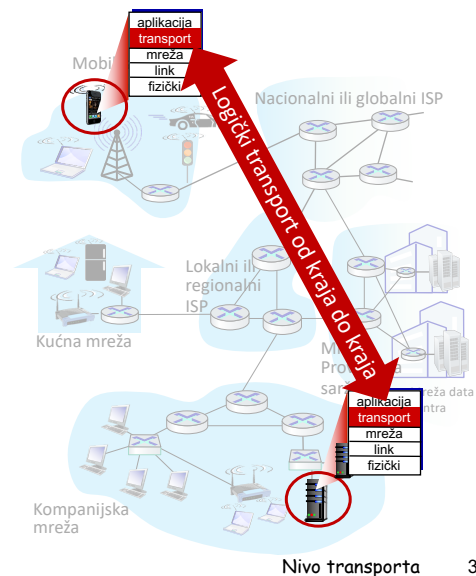 aplikacija
transport
mreža
link
fizički
Nacionalni ili globalni ISP
Logički transport od kraja do kraja
Lokalni ili
regionalni
ISP
Kućna mreža
aplikacija
transport
mreža
link
fizički
Kompanijska
mreža
Nivo transporta 3